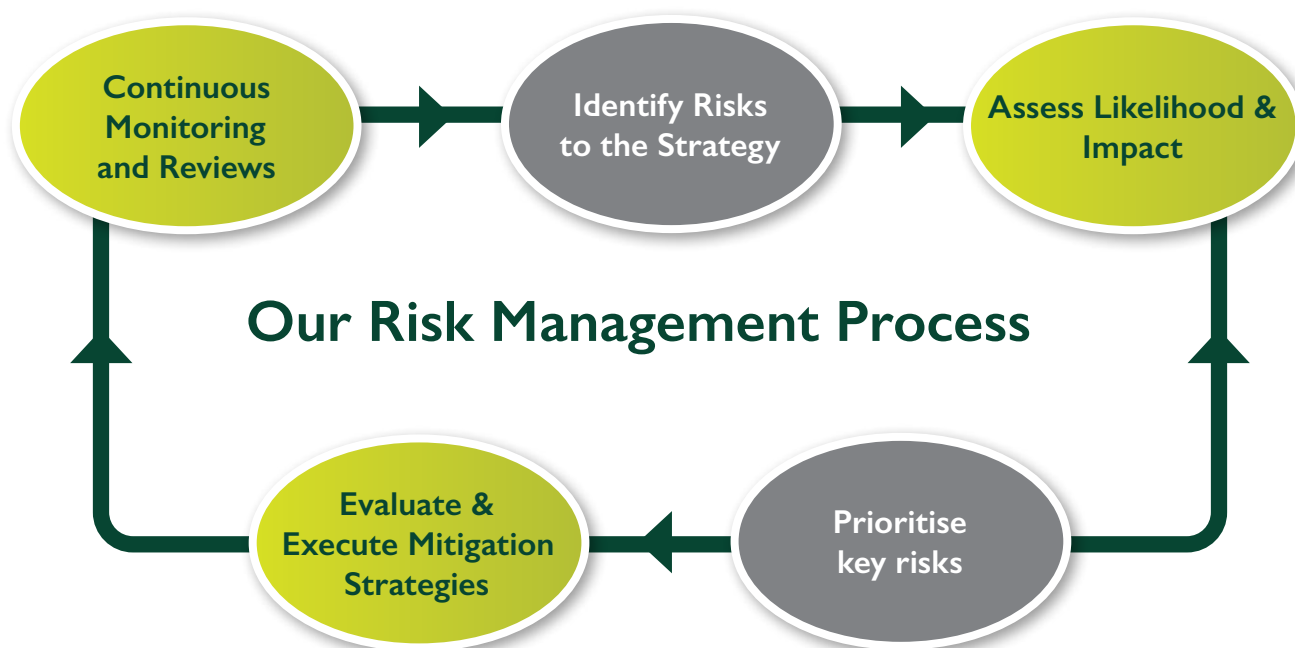 Continuous
Monitoring
and Reviews
Identify Risks
to the Strategy
Assess Likelihood &
Impact
Our Risk Management Process
Evaluate &
Execute Mitigation
Strategies
Prioritise
key risks